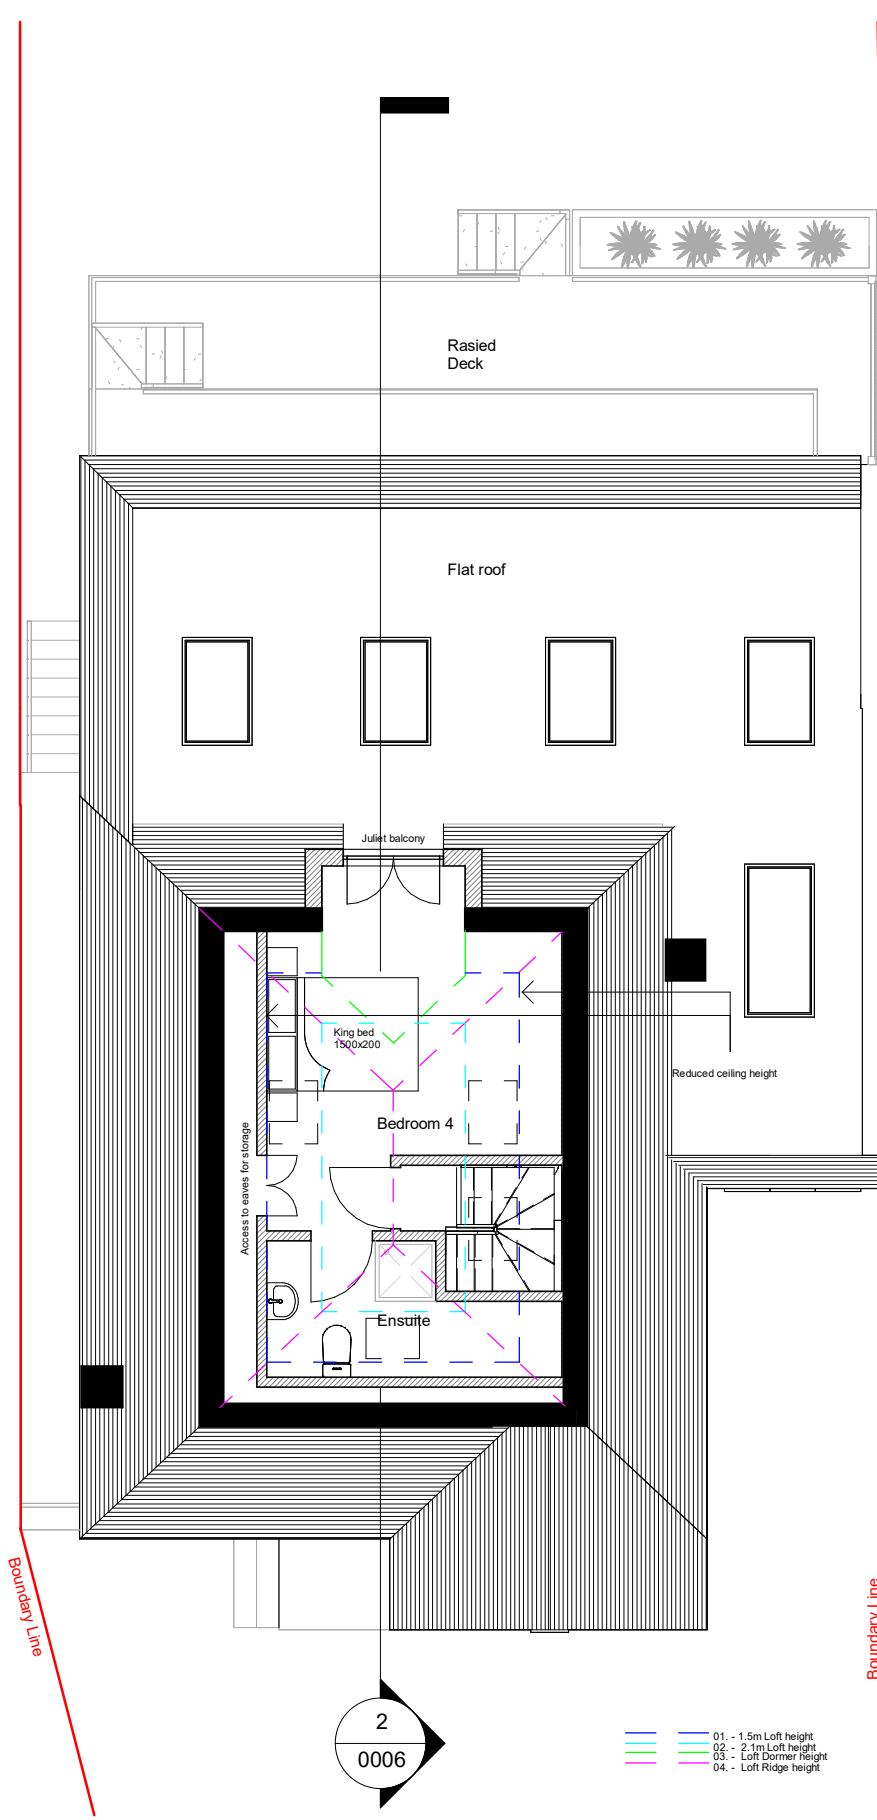 Rasied
Deck
Flat roof
Juliet balcony
King bed
1500x200
Reduced ceiling height
Bedroom 4
Access to eaves for storage
Ensuite
Boundary Line
Boundary Line
2
0006
01. - 1.5m Loft height
02. - 2.1m Loft height
03. - Loft Dormer height
04. - Loft Ridge height